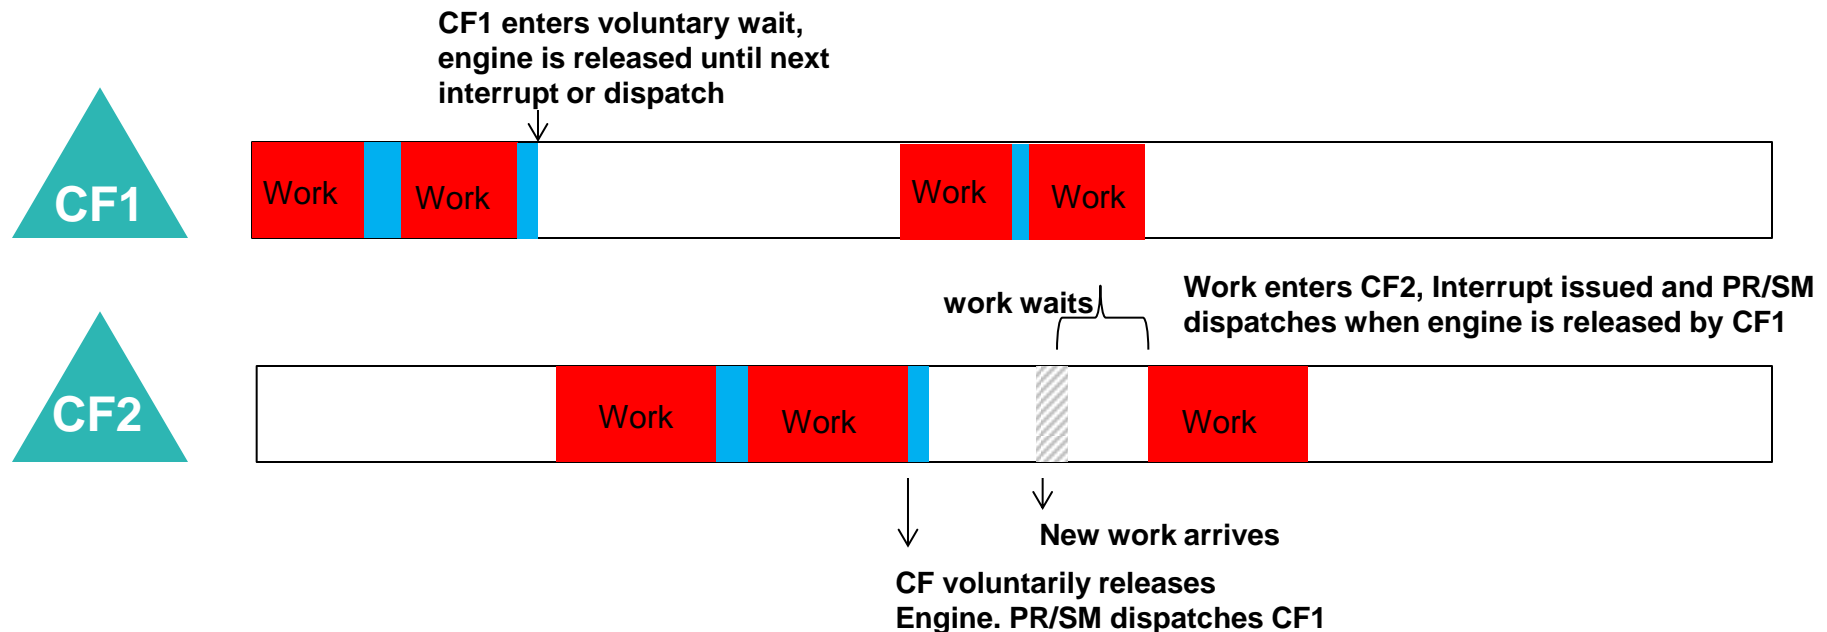 CF1 enters voluntary wait,
engine is released until next
interrupt or dispatch
CF1
Work
Work
Work
Work
work waits
Work enters CF2, Interrupt issued and PR/SM
dispatches when engine is released by CF1
CF2
Work
Work
Work
New work arrives
CF voluntarily releases
Engine. PR/SM dispatches CF1